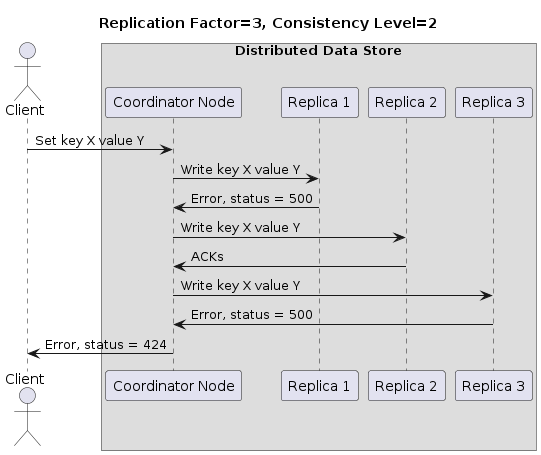 Replication Factor=3, Consistency Level=2
Distributed Data Store
Client
Coordinator Node
Replica 1
Replica 2
Replica 3
Set key X value Y
Write key X value Y
Error, status = 500
Write key X value Y
ACKs
Write key X value Y
Error, status = 500
Error, status = 424
Client
Coordinator Node
Replica 1
Replica 2
Replica 3